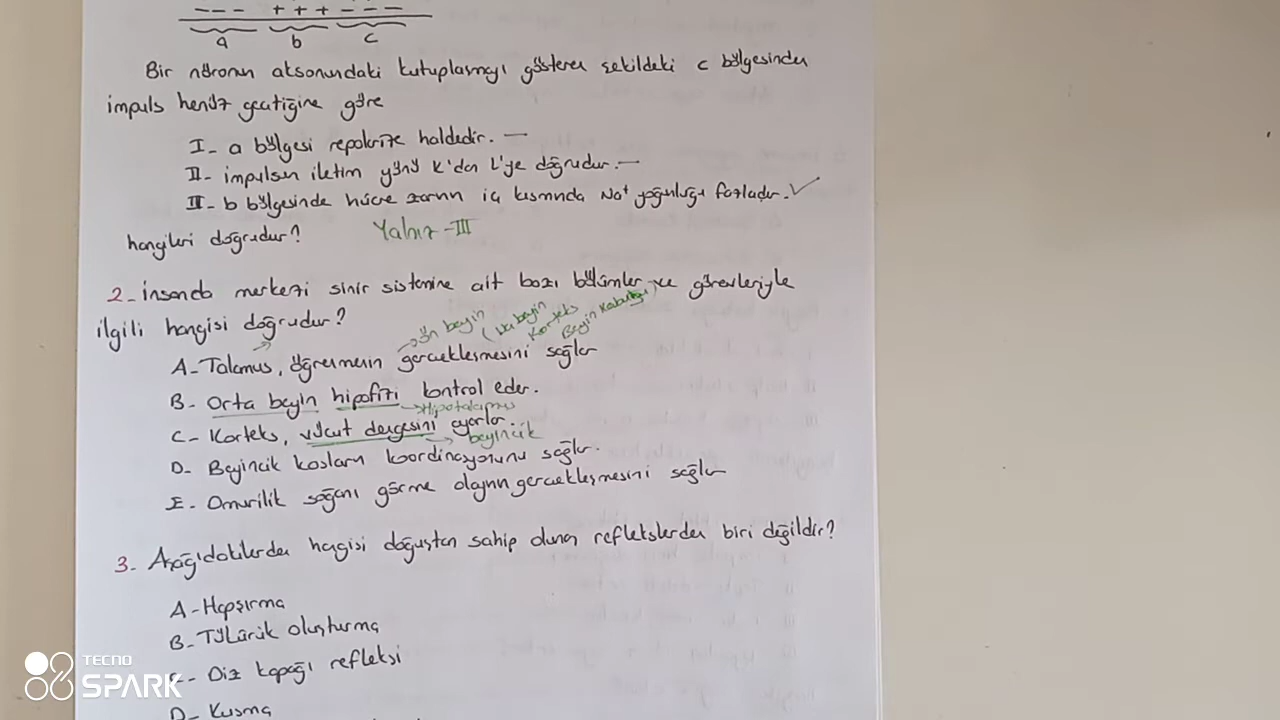 --- +++ ---
a b c
Bir nöronun aksonundaki kutuplaşmayı gösteren şekildeki c bölgesinden
impuls henüz geçtiğine göre
I- a bölgesi repolarize haldedir. —
II- impulsun iletim yönü K'dan L'ye doğrudur. —
III- b bölgesinde hücre zarının iç kısmında Na+ yoğunluğu fazladır. ✓
hangileri doğrudur? Yalnız-III
2- İnsanda merkezi sinir sistemine ait bazı bölümler ve görevleriyle
ilgili hangisi doğrudur? →Ön beyin (Uç beyin Korteks Beyin Kabuğu)
A- Talamus, öğrenmenin gerçekleşmesini sağlar
B- Orta beyin hipofizi kontrol eder.
→Hipotalamus
C- Korteks, vücut dengesini ayarlar.
→ beyincik
D- Beyincik kasların koordinasyonunu sağlar.
E- Omurilik soğanı görme olayının gerçekleşmesini sağlar
3- Aşağıdakilerden hangisi doğuştan sahip olunan reflekslerden biri değildir?
A- Hapşırma
B- Tükürük oluşturma
C- Diz kapağı refleksi
D- Kusma
TECNO
SPARK